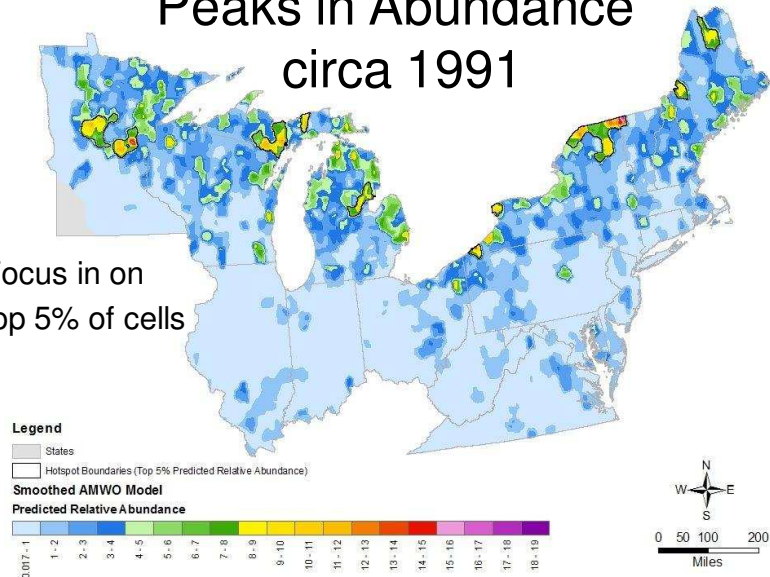 Peaks in Abundance
circa 1991
ocus in on
op 5% of cells
Legend
States
Hotspot Boundaries (Top 5% Predicted Relative Abundance)
Smoothed AMWO Model
Predicted Relative Abundance
0.017 - 1
1 - 2
2 - 3
3 - 4
4 - 5
5 - 6
6 - 7
7 - 8
8 - 9
9 - 10
10 - 11
11 - 12
12 - 13
13 - 14
14 - 15
15 - 16
16 - 17
17 - 18
18 - 19
N
W E
S
0 50 100 200
Miles